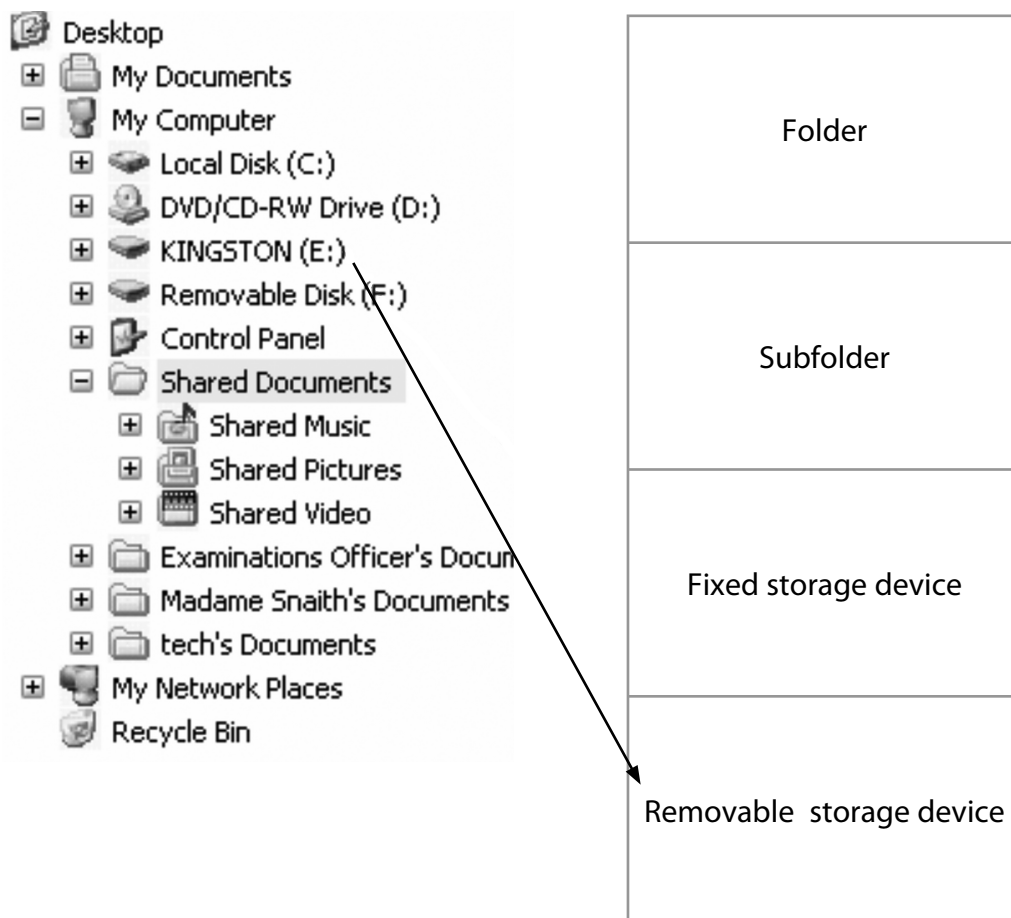 Desktop
My Documents
My Computer
Local Disk (C:)
DVD/CD-RW Drive (D:)
KINGSTON (E:)
Removable Disk (F:)
Control Panel
Shared Documents
Shared Music
Shared Pictures
Shared Video
Examinations Officer's Docum
Madame Snaith's Documents
tech's Documents
My Network Places
Recycle Bin
Folder
Subfolder
Fixed storage device
Removable storage device